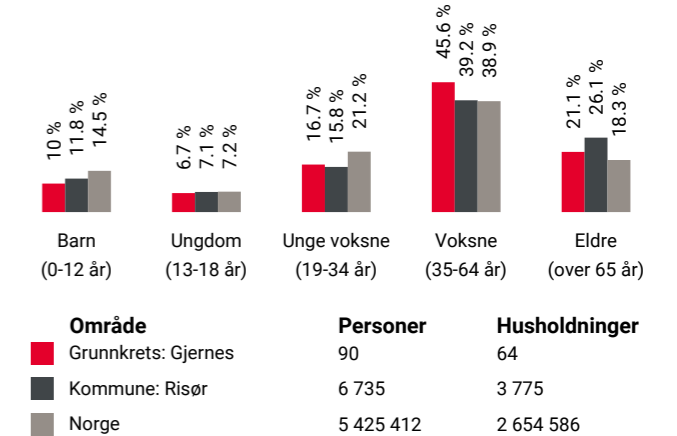 10 % 11.8 % 14.5 %
6.7 % 7.1 % 7.2 %
16.7 % 15.8 % 21.2 %
45.6 % 39.2 % 38.9 %
21.1 % 26.1 % 18.3 %
Barn Ungdom Unge voksne Voksne Eldre
(0-12 år) (13-18 år) (19-34 år) (35-64 år) (over 65 år)
Område Personer Husholdninger
Grunnkrets: Gjernes 90 64
Kommune: Risør 6 735 3 775
Norge 5 425 412 2 654 586